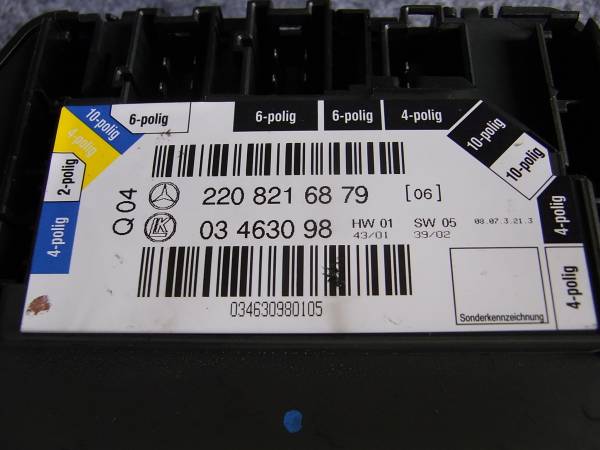 6-polig
6-polig
6-polig
4-polig
10-polig
4-polig
2-polig
4-polig
10-polig
10-polig
4-polig
4-polig
Q 04
220 821 68 79 [06]
LK 03 4630 98 HW 01 SW 05 08.07.3.21.3
43/01 39/02
034630980105
Sonderkennzeichnung